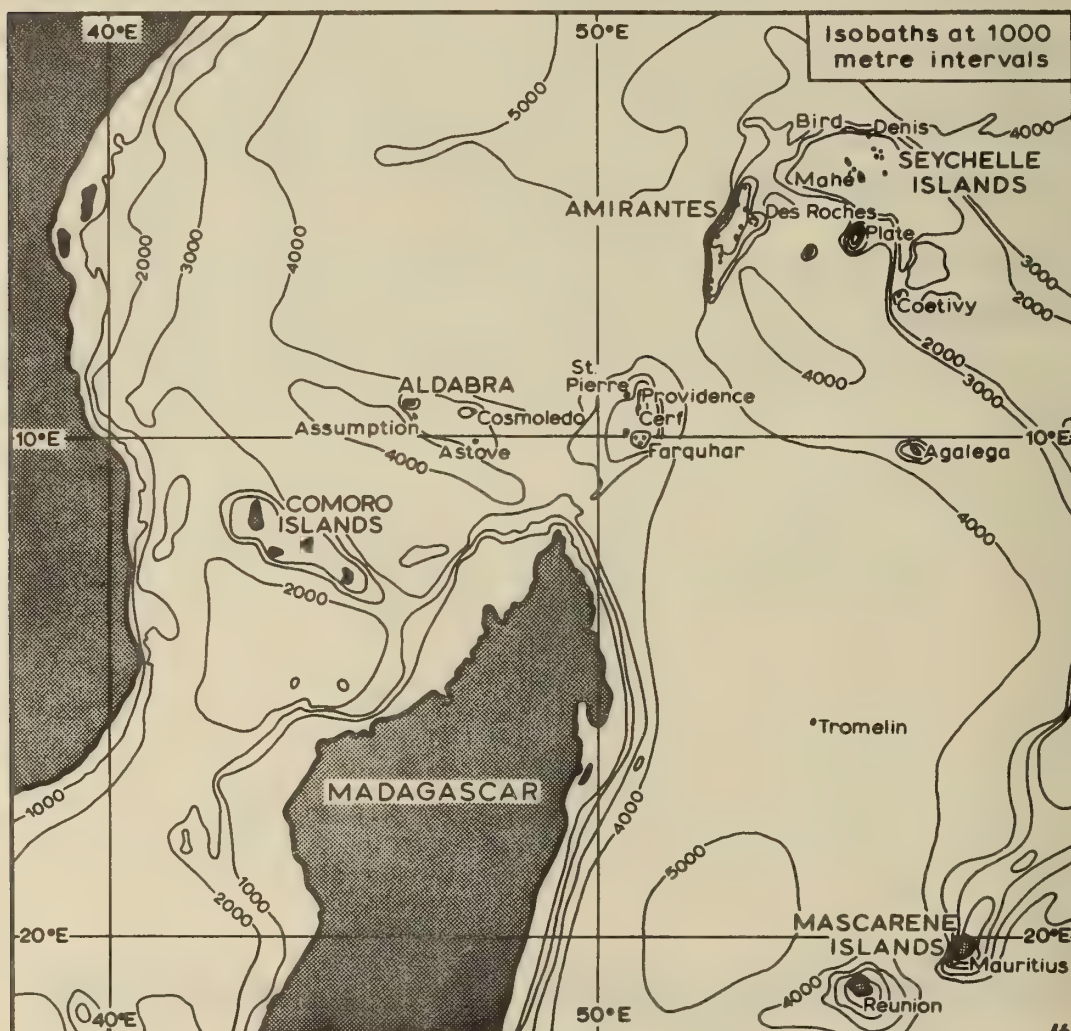 40°E
50°E
Isobaths at 1000
metre intervals
5000
4000
Bird
Denis
SEYCHELLE
ISLANDS
Mahé
AMIRANTES
Des Roches
Plate
2000
3000
4000
3000
2000
Coetivy
2000
3000
4000
St.
Pierre
Providence
Cerf
ALDABRA
Cosmoledo
Assumption
10°E
Astove
Farquhar
10°E
Agalega
4000
COMORO
ISLANDS
4000
2000
Tromelin
MADAGASCAR
1000
4000
5000
1000
2000
MASCARENE
ISLANDS
20°E
20°E
Mauritius
4000
Reunion
40°E
50°E